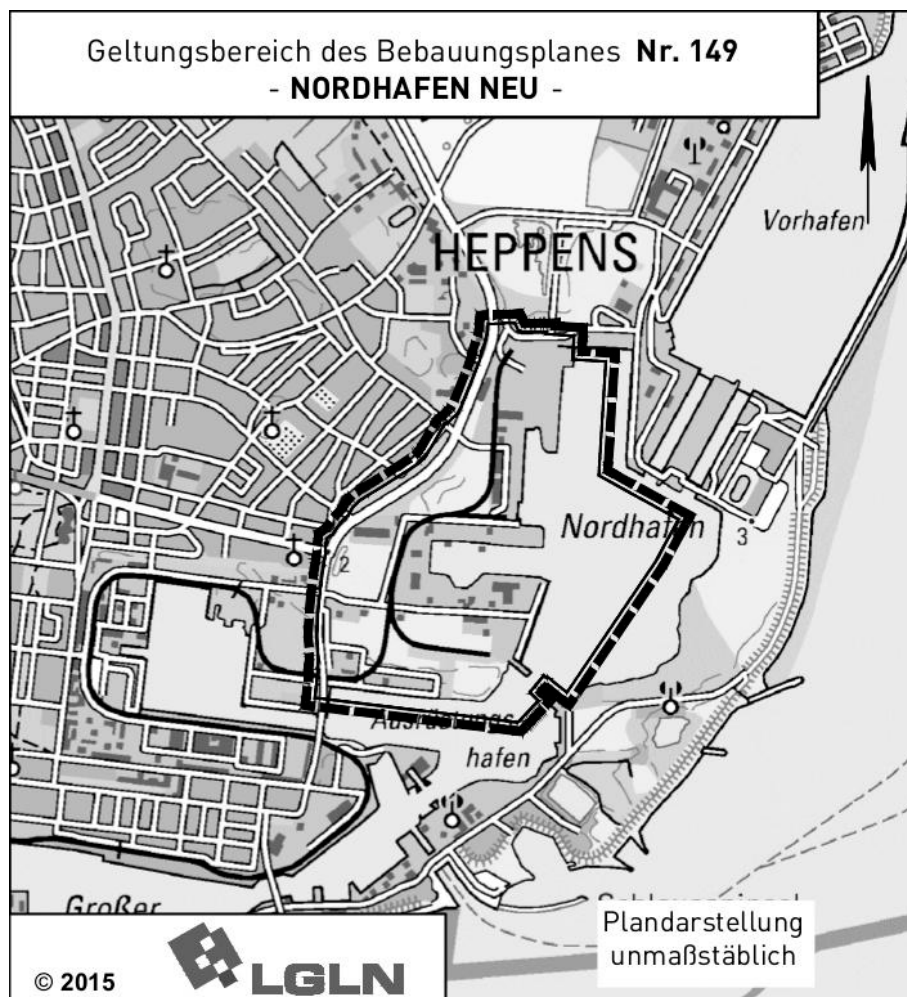 Geltungsbereich des Bebauungsplanes Nr. 149
- NORDHAFEN NEU -
Vorhafen
HEPPENS
Nordhafen
3
2
Ausrüstungs
hafen
Großer
Plandarstellung
unmaßstäblich
© 2015
LGLN